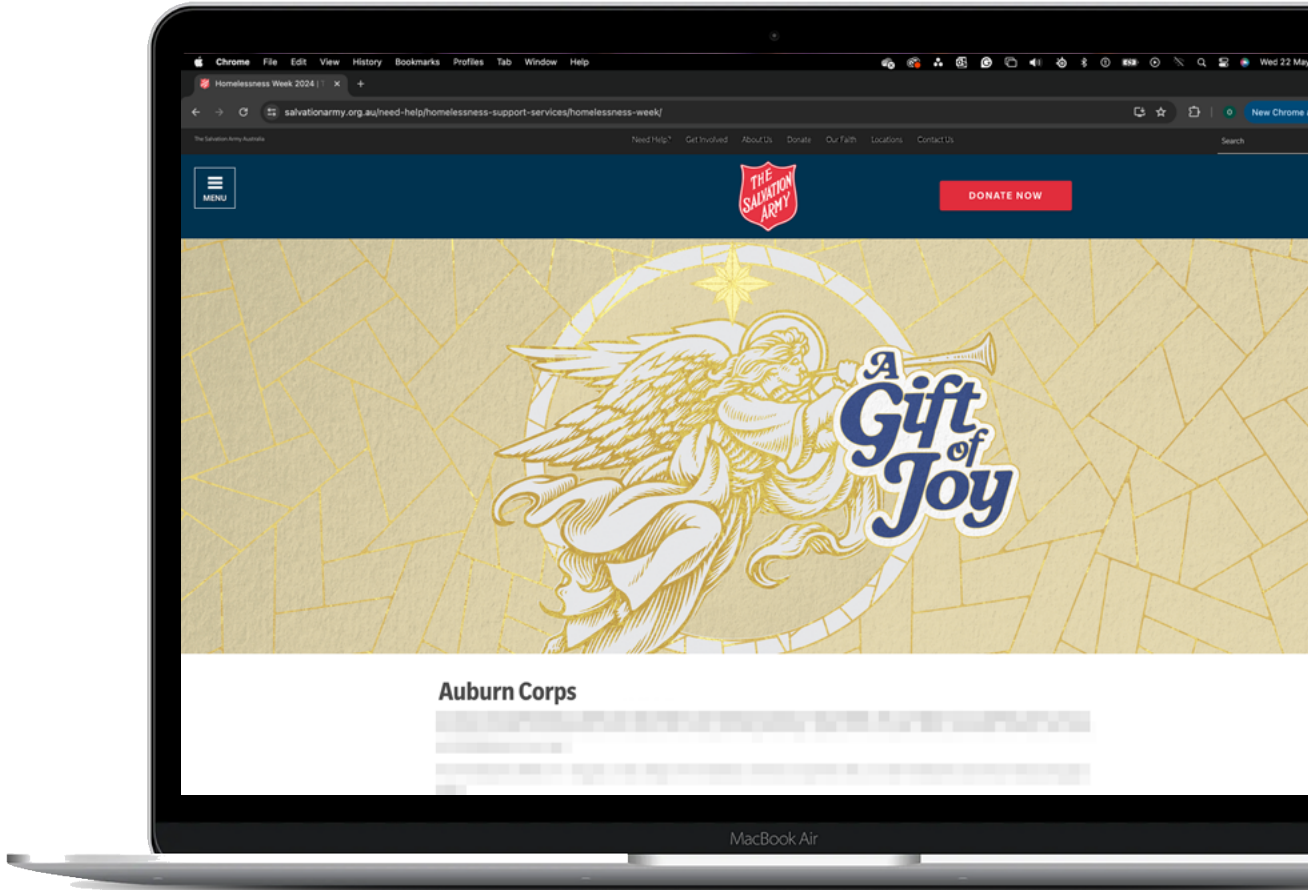 Chrome File Edit View History Bookmarks Profiles Tab Window Help Wed 22 May
Homelessness Week 2024 |
salvationarmy.org.au/need-help/homelessness-support-services/homelessness-week/ New Chrome
The Salvation Army Australia Need Help? Get Involved About Us Donate Our Faith Locations Contact Us Search
MENU
THE
SALVATION
ARMY
DONATE NOW
A
Gift
of
Joy
Auburn Corps
MacBook Air